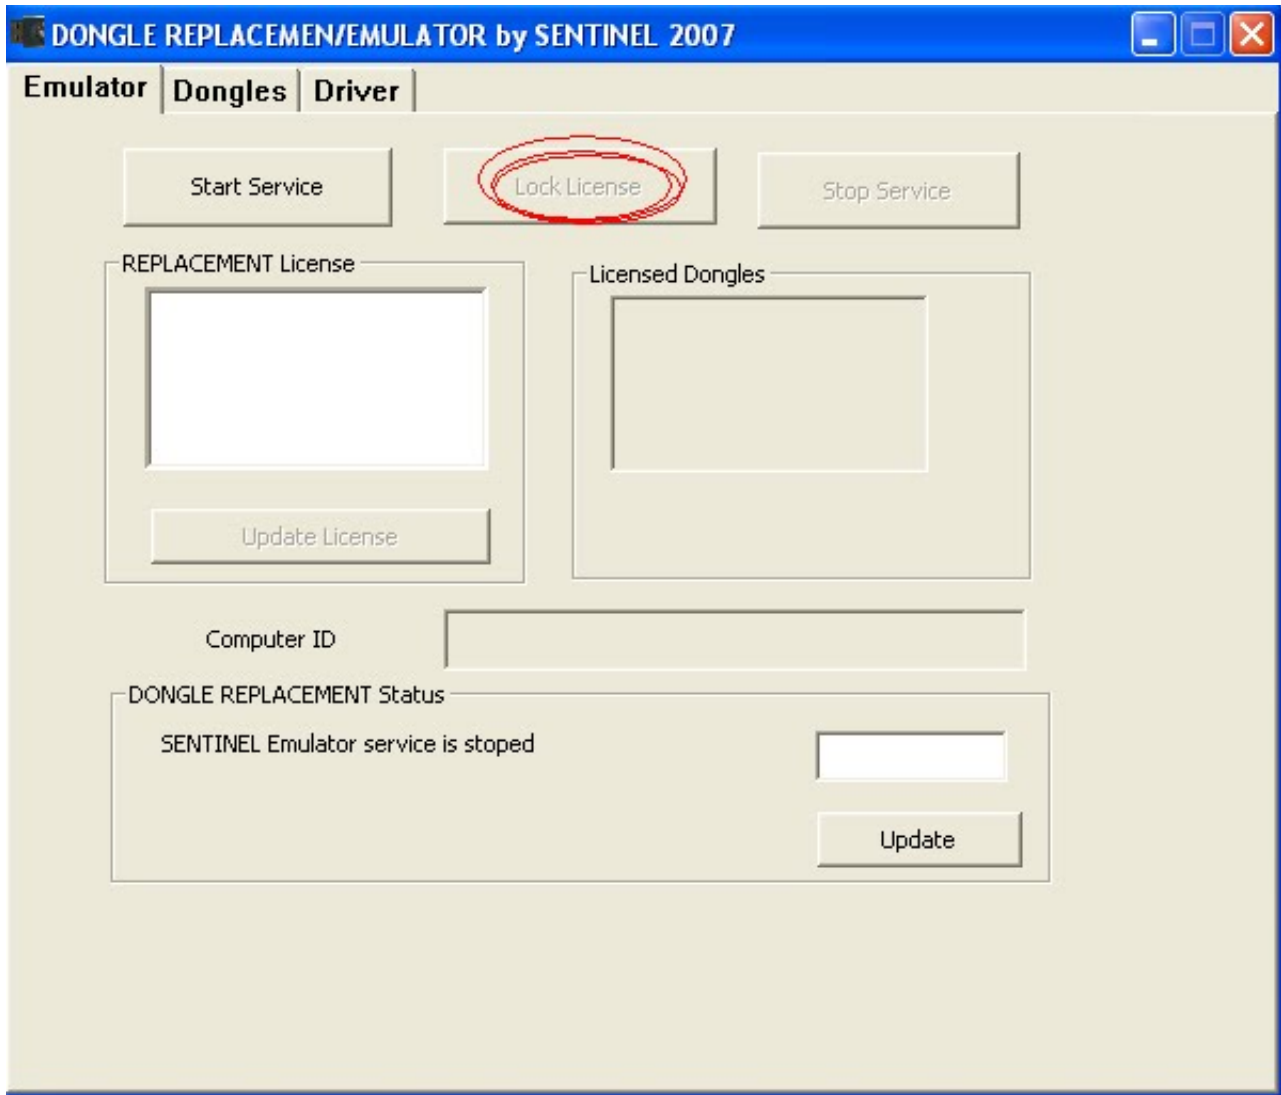 DONGLE REPLACEMEN/EMULATOR by SENTINEL 2007
Emulator Dongles Driver
Start Service Lock License Stop Service
REPLACEMENT License
Licensed Dongles
Update License
Computer ID
DONGLE REPLACEMENT Status
SENTINEL Emulator service is stoped
Update